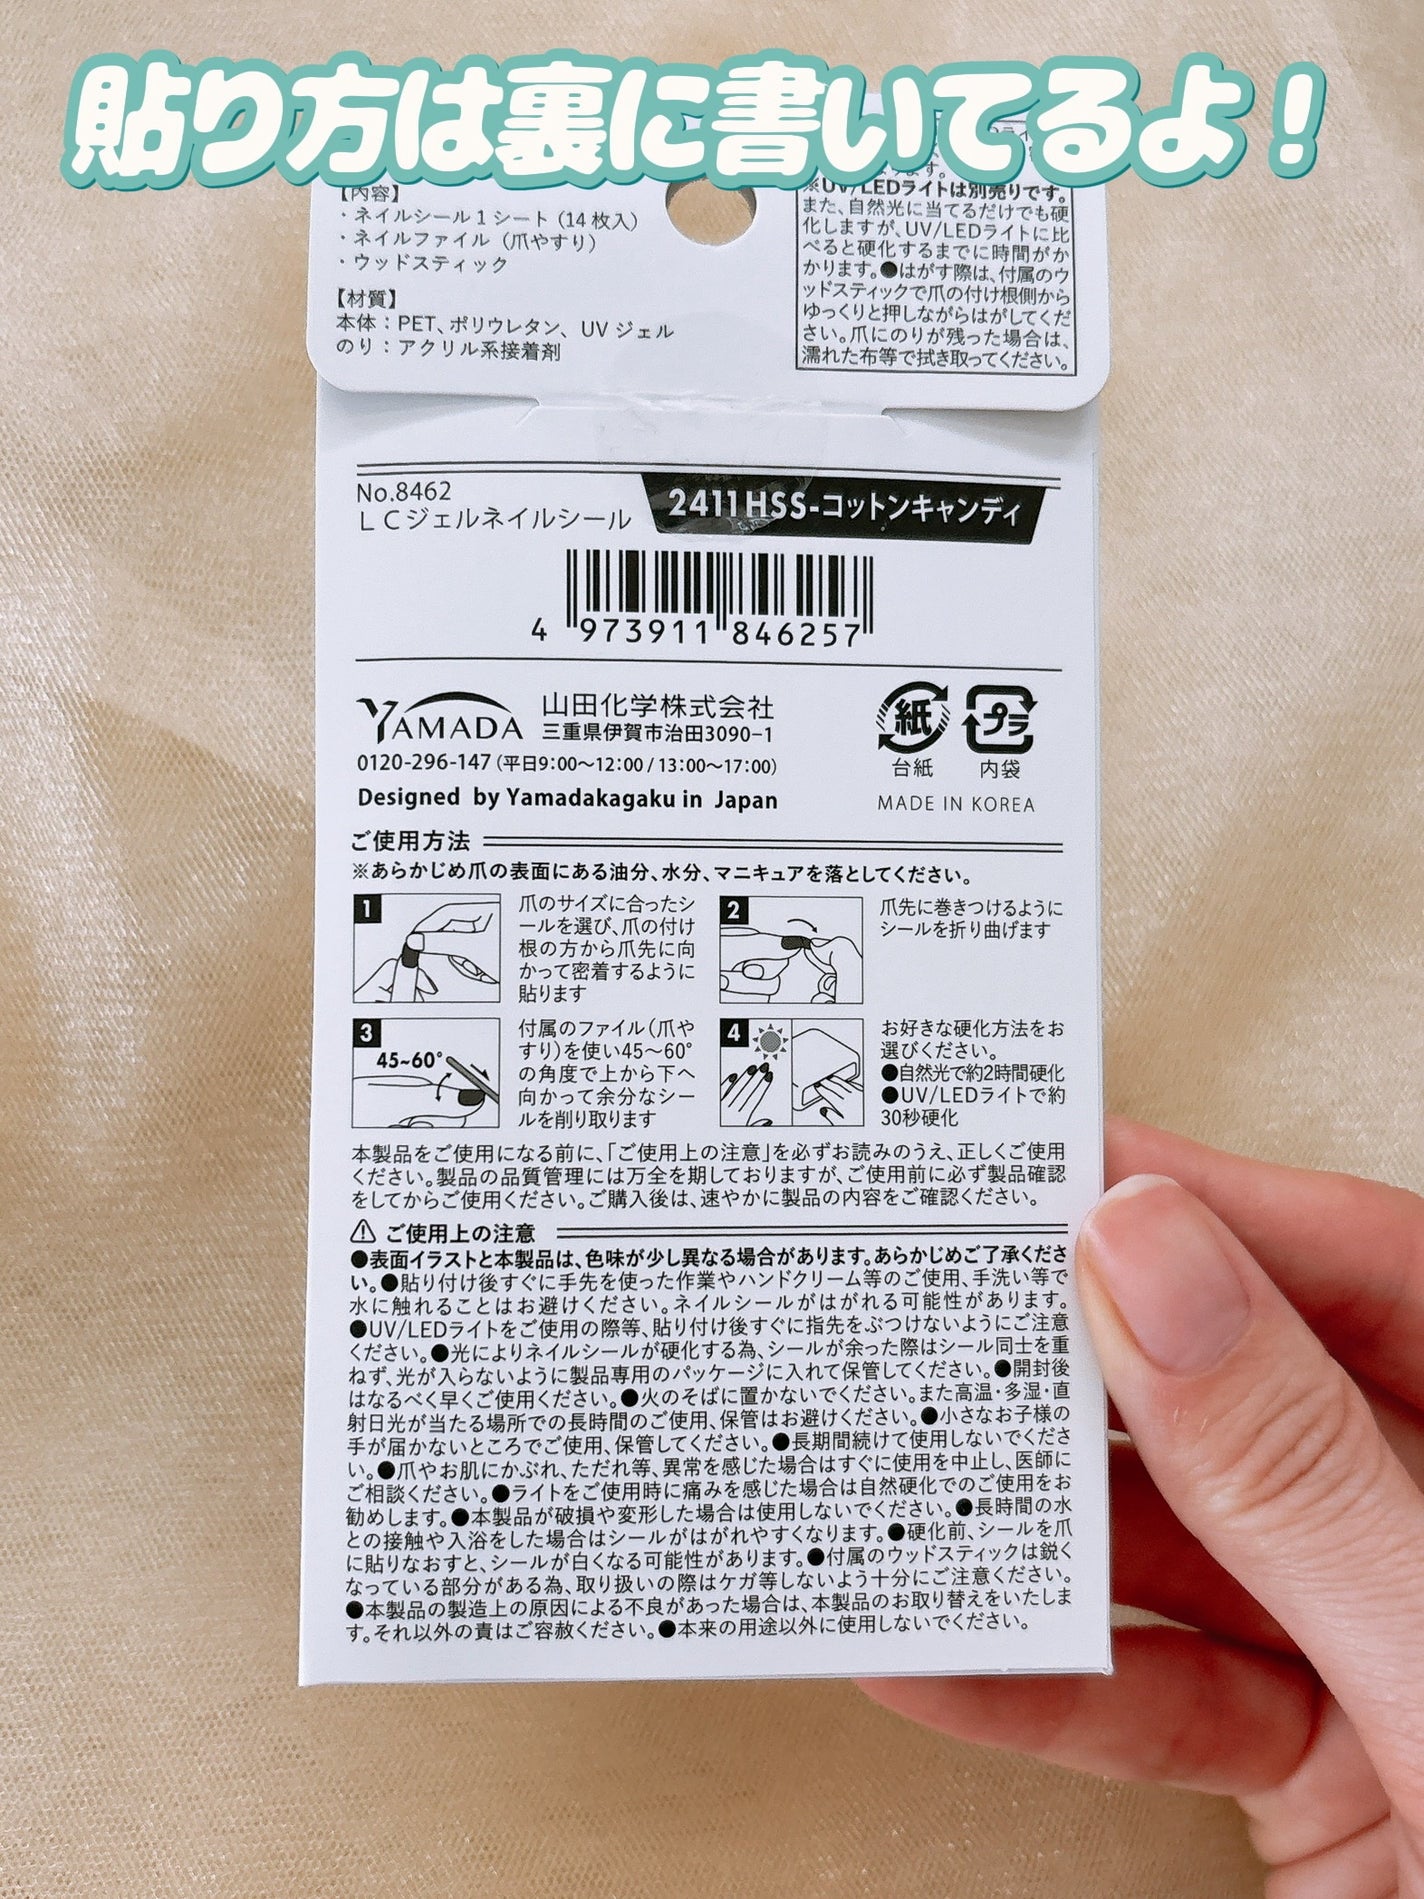 貼り方は裏に書いてるよ！
【内容】
・ネイルシール1シート（14枚入）
・ネイルファイル（爪やすり）
・ウッドスティック
【材質】
本体：PET、ポリウレタン、UVジェル
のり：アクリル系接着剤
※UV/LEDライトは別売りです。
また、自然光に当てるだけでも硬
化しますが、UV/LEDライトに比
べると硬化するまでに時間がか
かります。●はがす際は、付属のウ
ッドスティックで爪の付け根側から
ゆっくりと押しながらはがしてくだ
さい。爪にのりが残った場合は、
濡れた布等で拭き取ってください。
No.8462
LCジェルネイルシール
2411HSS-コットンキャンディ
4 973911 846257
YAMADA 山田化学株式会社
三重県伊賀市治田3090-1
0120-296-147（平日9:00〜12:00/13:00〜17:00）
Designed by Yamadakagaku in Japan
紙 プラ
台紙 内袋
MADE IN KOREA
ご使用方法
※あらかじめ爪の表面にある油分、水分、マニキュアを落としてください。
1
爪のサイズに合ったシ
ールを選び、爪の付け
根の方から爪先に向
かって密着するように
貼ります
2
爪先に巻きつけるように
シールを折り曲げます
3
45~60°
付属のファイル（爪や
すり）を使い45〜60°
の角度で上から下へ
向かって余分なシー
ルを削り取ります
4
お好きな硬化方法をお
選びください。
●自然光で約2時間硬化
●UV/LEDライトで約
30秒硬化
本製品をご使用になる前に、「ご使用上の注意」を必ずお読みのうえ、正しくご使用
ください。製品の品質管理には万全を期しておりますが、ご使用前に必ず製品確認
をしてからご使用ください。ご購入後は、速やかに製品の内容をご確認ください。
⚠ ご使用上の注意
●表面イラストと本製品は、色味が少し異なる場合があります。あらかじめご了承くださ
い。●貼り付け後すぐに手先を使った作業やハンドクリーム等のご使用、手洗い等で
水に触れることはお避けください。ネイルシールがはがれる可能性があります。
●UV/LEDライトをご使用の際等、貼り付け後すぐに指先をぶつけないようにご注意
ください。●光によりネイルシールが硬化する為、シールが余った際はシール同士を重
ねず、光が入らないように製品専用のパッケージに入れて保管してください。●開封後
はなるべく早くご使用ください。●火のそばに置かないでください。また高温・多湿・直
射日光が当たる場所での長時間のご使用、保管はお避けください。●小さなお子様の
手が届かないところでご使用、保管してください。●長期間続けて使用しないでくださ
い。●爪やお肌にかぶれ、ただれ等、異常を感じた場合はすぐに使用を中止し、医師に
ご相談ください。●ライトをご使用時に痛みを感じた場合は自然硬化でのご使用をお
勧めします。●本製品が破損や変形した場合は使用しないでください。●長時間の水
との接触や入浴をした場合はシールがはがれやすくなります。●硬化前、シールを爪
に貼りなおすと、シールが白くなる可能性があります。●付属のウッドスティックは鋭く
なっている部分がある為、取り扱いの際はケガ等しないよう十分にご注意ください。
●本製品の製造上の原因による不良があった場合は、本製品のお取り替えをいたしま
す。それ以外の責はご容赦ください。●本来の用途以外に使用しないでください。